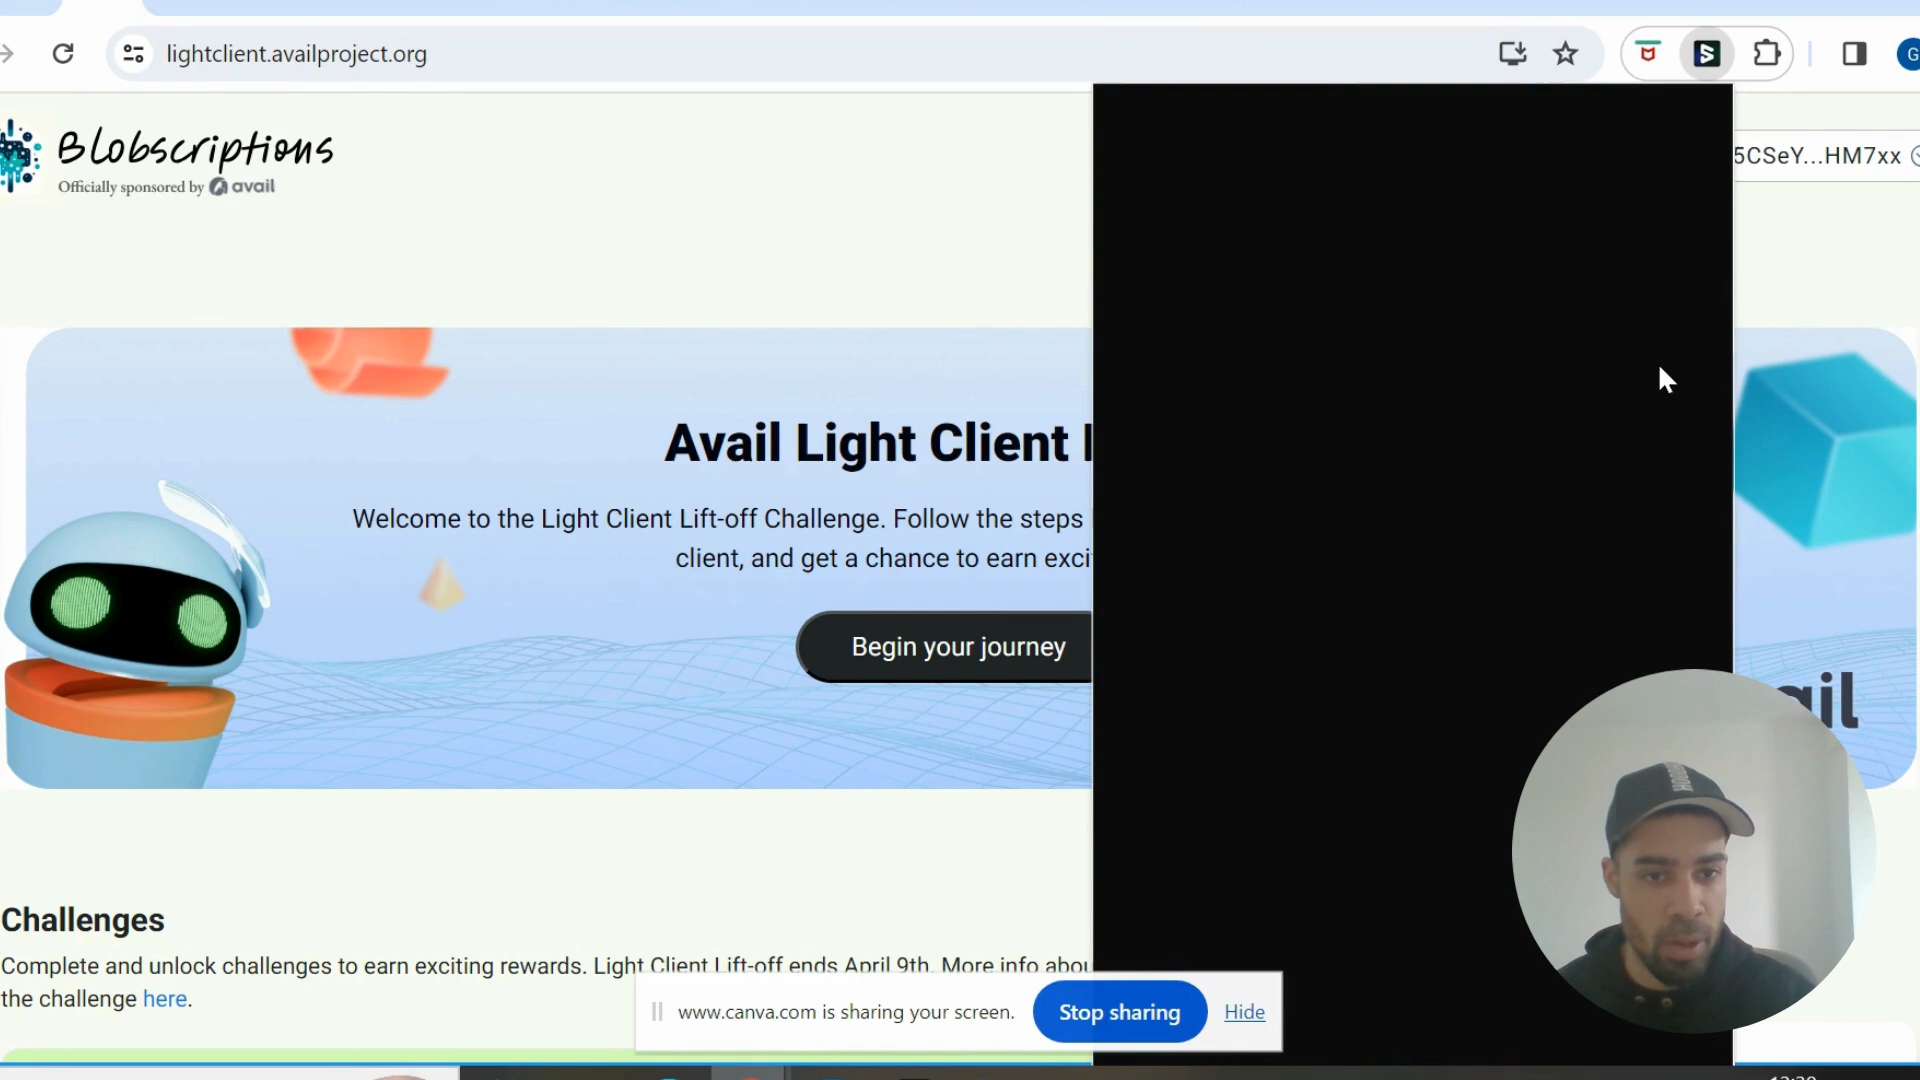 lightclient.availproject.org
G
Blobscriptions
Officially sponsored by avail
5CSeY...HM7xx
Avail Light Client
Welcome to the Light Client Lift-off Challenge. Follow the steps
client, and get a chance to earn exci
Begin your journey
ail
Challenges
Complete and unlock challenges to earn exciting rewards. Light Client Lift-off ends April 9th. More info abou
the challenge here.
www.canva.com is sharing your screen.
Stop sharing
Hide